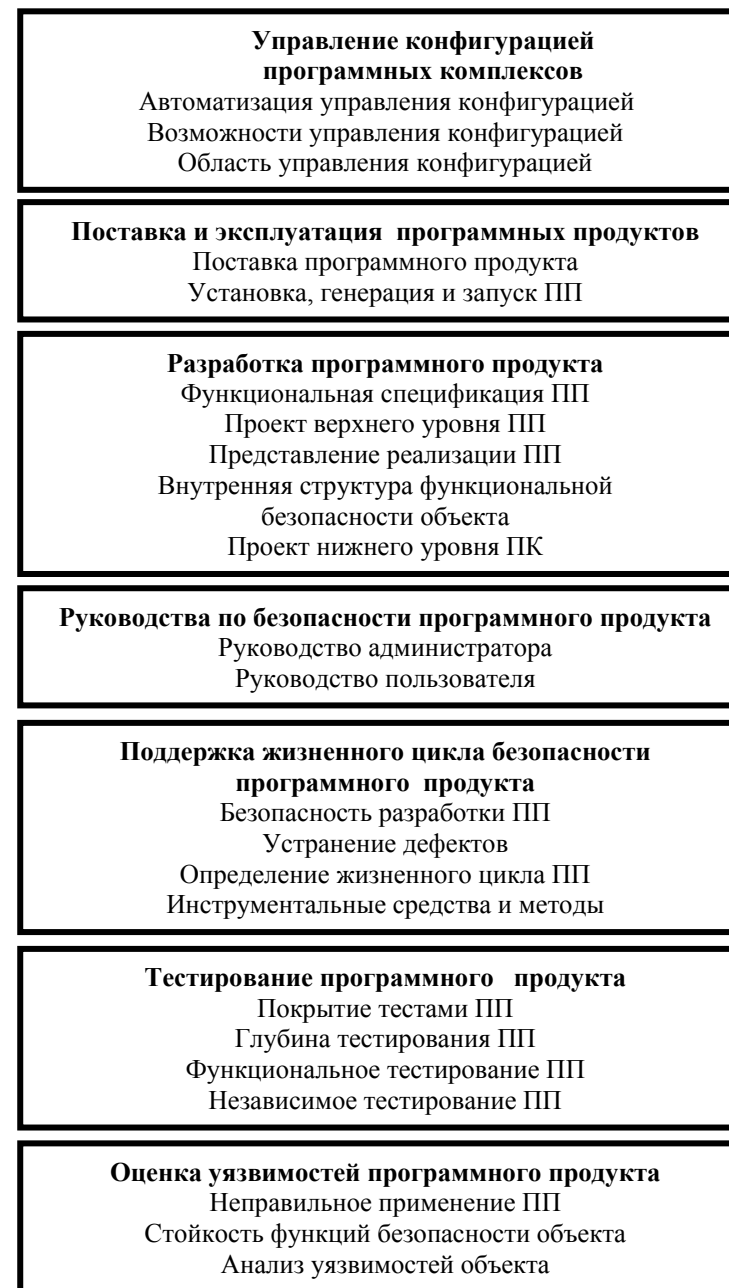 Управление конфигурацией
программных комплексов
Автоматизация управления конфигурацией
Возможности управления конфигурацией
Область управления конфигурацией
Поставка и эксплуатация программных продуктов
Поставка программного продукта
Установка, генерация и запуск ПП
Разработка программного продукта
Функциональная спецификация ПП
Проект верхнего уровня ПП
Представление реализации ПП
Внутренняя структура функциональной
безопасности объекта
Проект нижнего уровня ПК
Руководства по безопасности программного продукта
Руководство администратора
Руководство пользователя
Поддержка жизненного цикла безопасности
программного продукта
Безопасность разработки ПП
Устранение дефектов
Определение жизненного цикла ПП
Инструментальные средства и методы
Тестирование программного продукта
Покрытие тестами ПП
Глубина тестирования ПП
Функциональное тестирование ПП
Независимое тестирование ПП
Оценка уязвимостей программного продукта
Неправильное применение ПП
Стойкость функций безопасности объекта
Анализ уязвимостей объекта